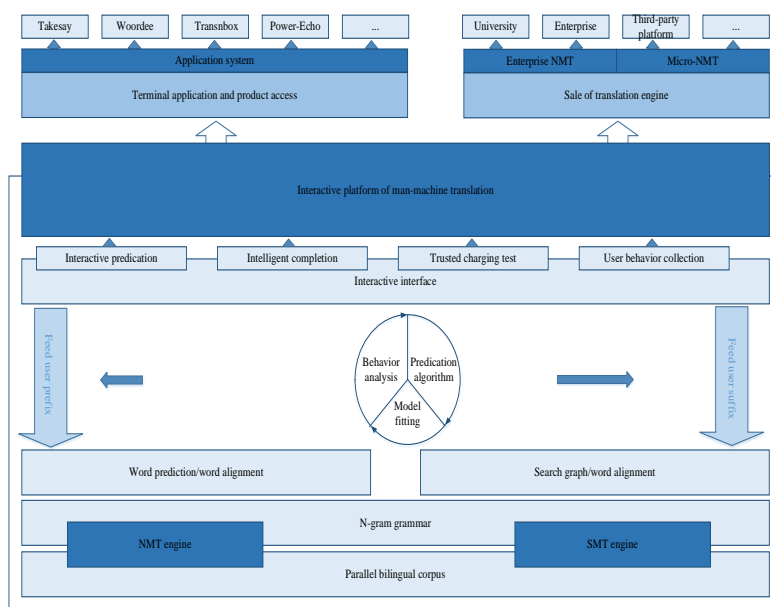 Takesay
Woordee
Transnbox
Power-Echo
...
University
Enterprise
Third-party
platform
...
Application system
Enterprise NMT
Micro-NMT
Terminal application and product access
Sale of translation engine
Interactive platform of man-machine translation
Interactive predication
Intelligent completion
Trusted charging test
User behavior collection
Interactive interface
Feed user prefix
Behavior
analysis
Predication
algorithm
Model
fitting
Feed user suffix
Word prediction/word alignment
Search graph/word alignment
N-gram grammar
NMT engine
SMT engine
Parallel bilingual corpus